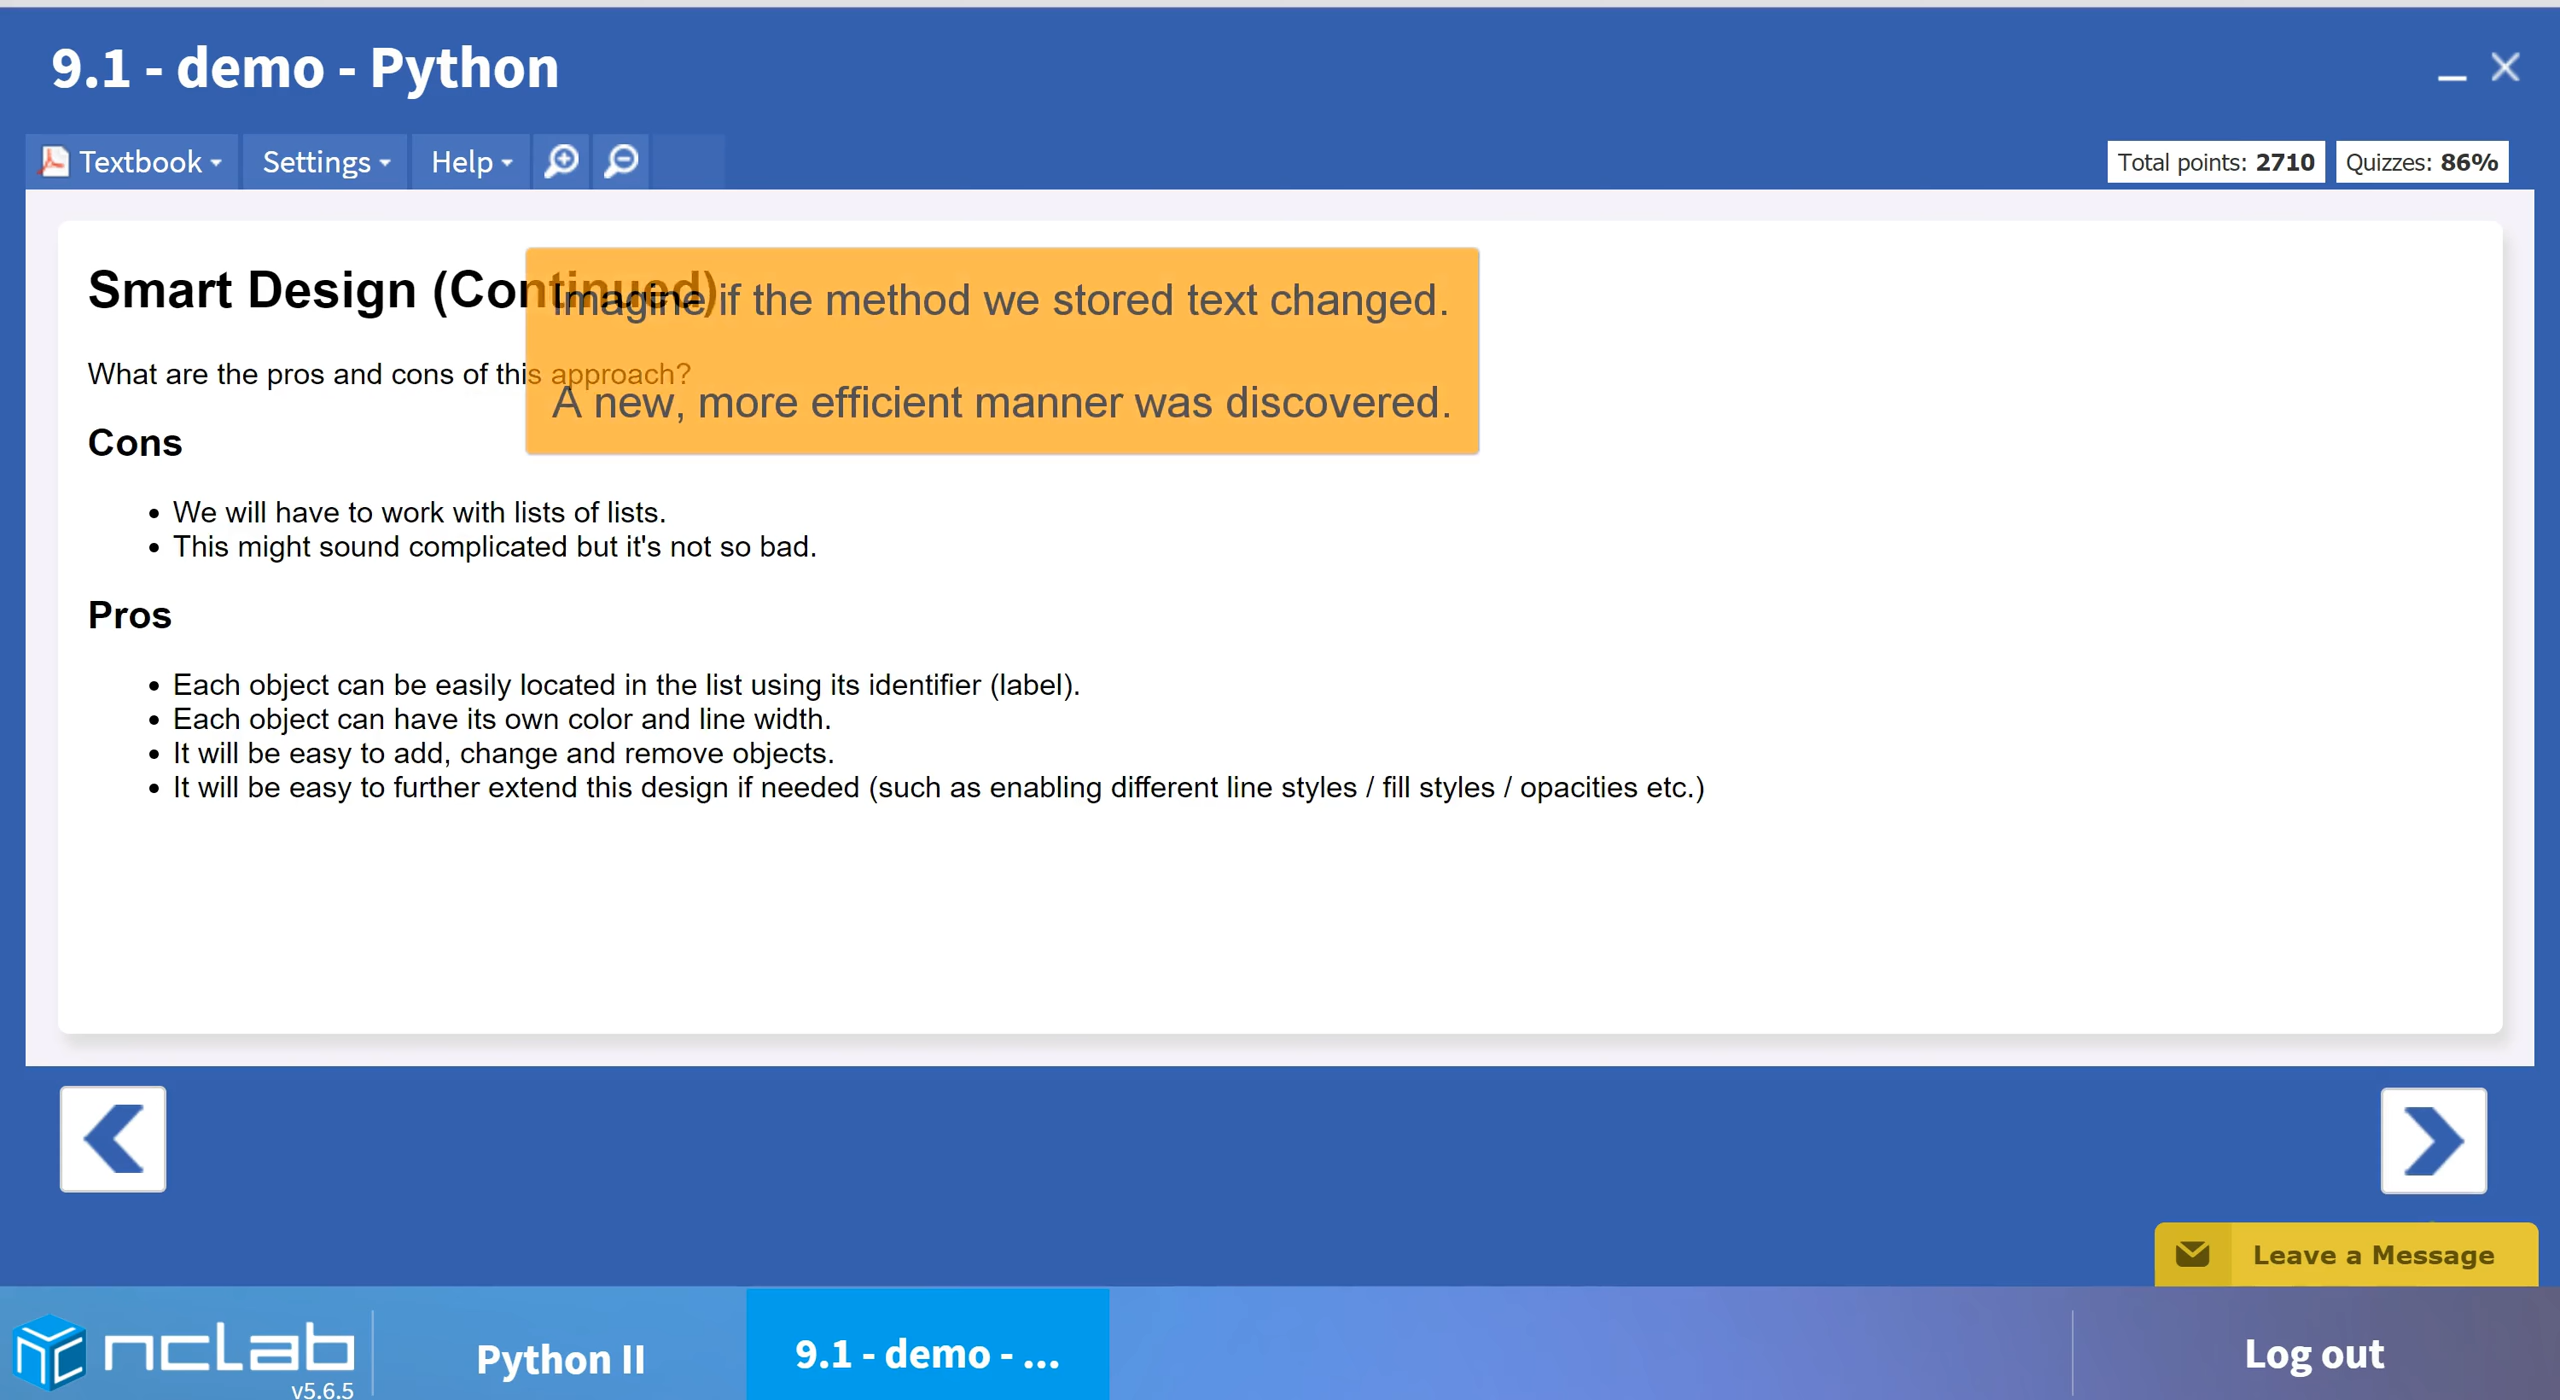 9.1 - demo - Python
Textbook
Settings
Help
Total points: 2710
Quizzes: 86%
Smart Design (Continued)
Imagine if the method we stored text changed.
What are the pros and cons of this approach?
A new, more efficient manner was discovered.
Cons
• We will have to work with lists of lists.
• This might sound complicated but it's not so bad.
Pros
• Each object can be easily located in the list using its identifier (label).
• Each object can have its own color and line width.
• It will be easy to add, change and remove objects.
• It will be easy to further extend this design if needed (such as enabling different line styles / fill styles / opacities etc.)
Leave a Message
nclab
v5.6.5
Python II
9.1 - demo - ...
Log out